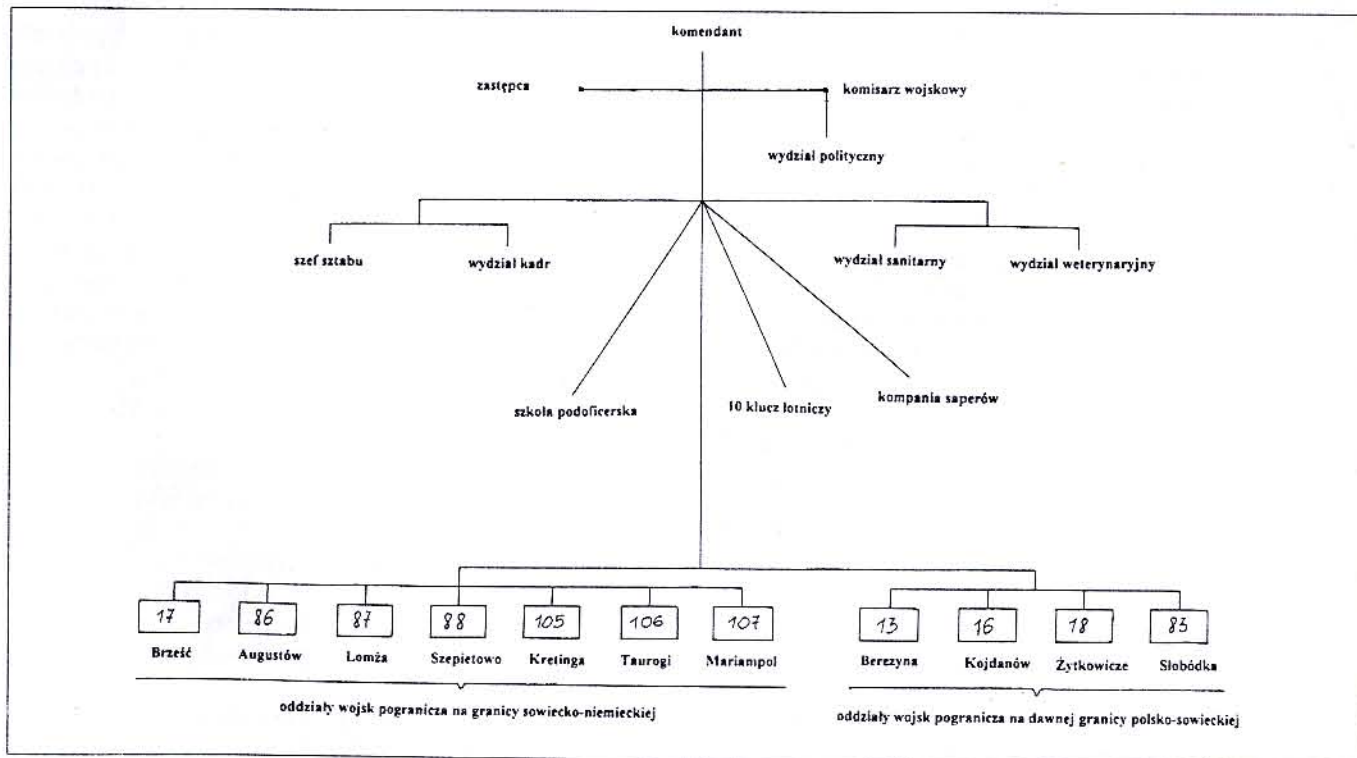 komendant
zastępca
komisarz wojskowy
wydział polityczny
szef sztabu
wydział kadr
wydział sanitarny
wydział weterynaryjny
szkoła podoficerska
10 klucz lotniczy
kompania saperów
17
86
87
88
105
106
107
13
16
18
83
Brześć
Augustów
Łomża
Szepietowo
Kretinga
Taurogi
Mariampol
Berezyna
Kojdanów
Żytkowicze
Słobódka
oddziały wojsk pogranicza na granicy sowiecko-niemieckiej
oddziały wojsk pogranicza na dawnej granicy polsko-sowieckiej